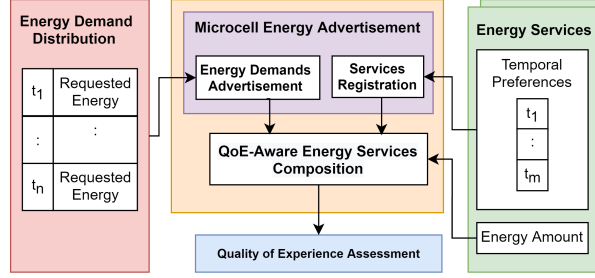 Energy Demand
Distribution
t1
Requested
Energy
:
:
tn
Requested
Energy
Microcell Energy Advertisement
Energy Demands
Advertisement
Services
Registration
QoE-Aware Energy Services
Composition
Quality of Experience Assessment
Energy Services
Temporal
Preferences
t1
:
tm
Energy Amount